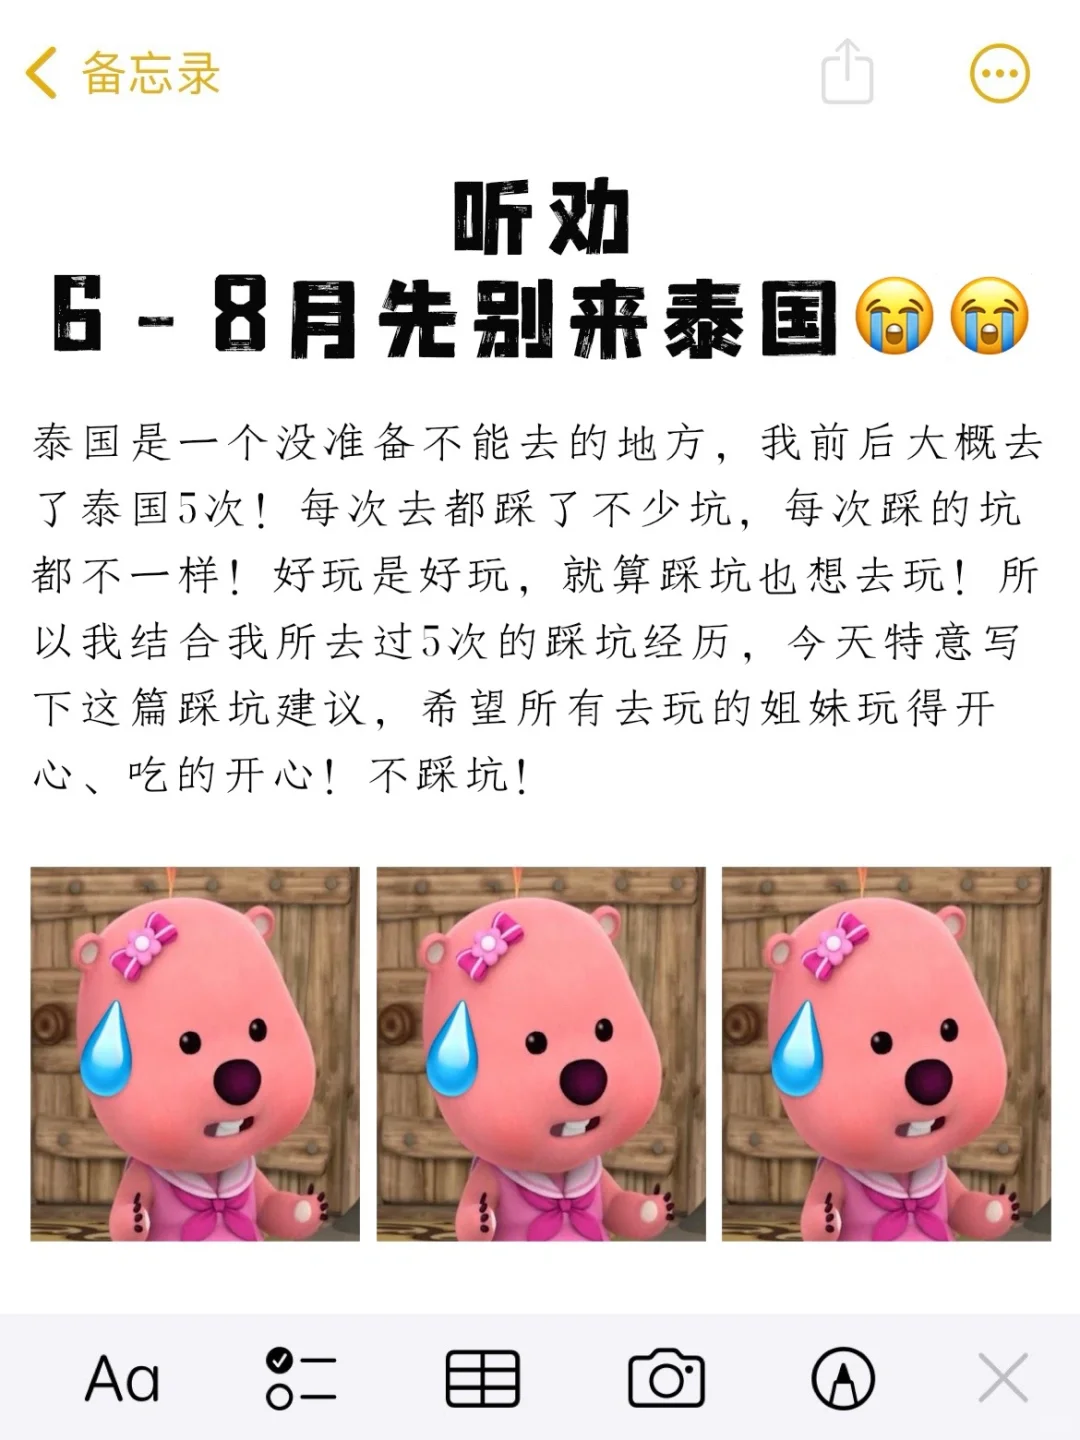 备忘录
听劝
6-8月先别来泰国😭😭
泰国是一个没准备不能去的地方，我前后大概去
了泰国5次！每次去都踩了不少坑，每次踩的坑
都不一样！好玩是好玩，就算踩坑也想去玩！所
以我结合我所去过5次的踩坑经历，今天特意写
下这篇踩坑建议，希望所有去玩的姐妹玩得开
心、吃的开心！不踩坑！
Aa